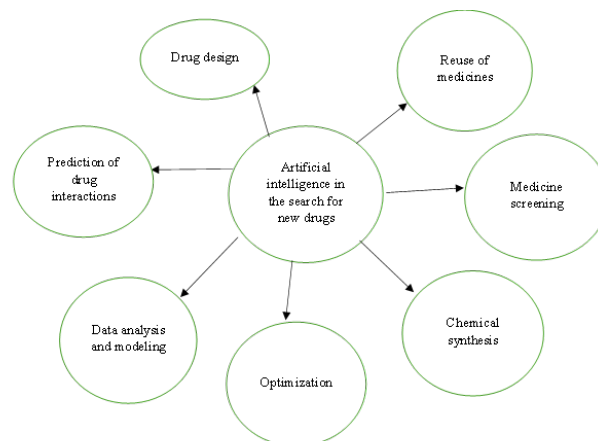 Drug design
Reuse of
medicines
Prediction of
drug
interactions
Artificial
intelligence in
the search for
new drugs
Medicine
screening
Data analysis
and modeling
Optimization
Chemical
synthesis